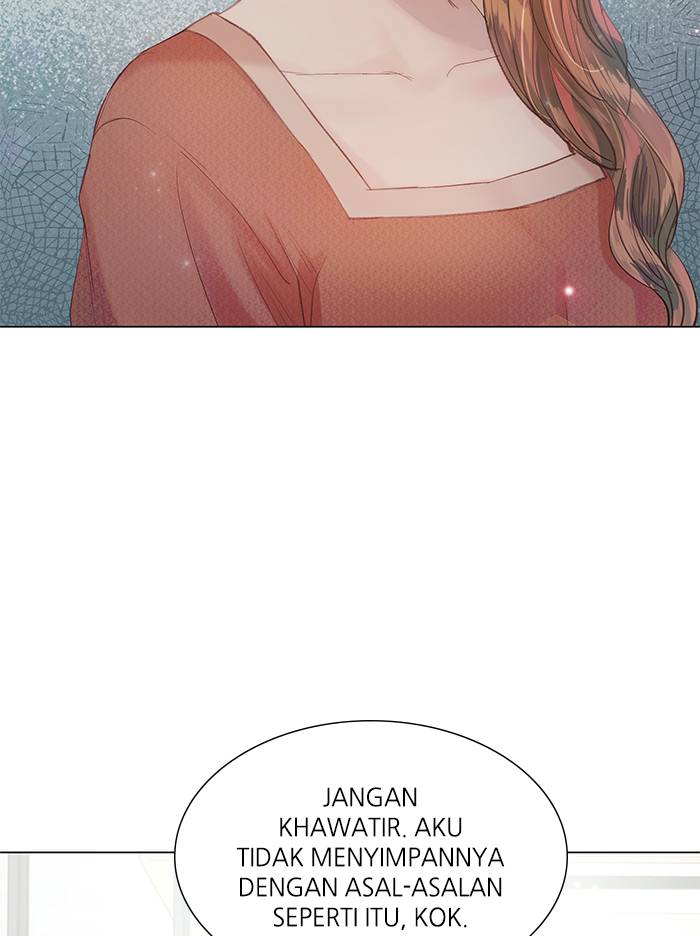 JANGAN
KHAWATIR. AKU
TIDAK MENYIMPANNYA
DENGAN ASAL-ASALAN
SEPERTI ITU, KOK.